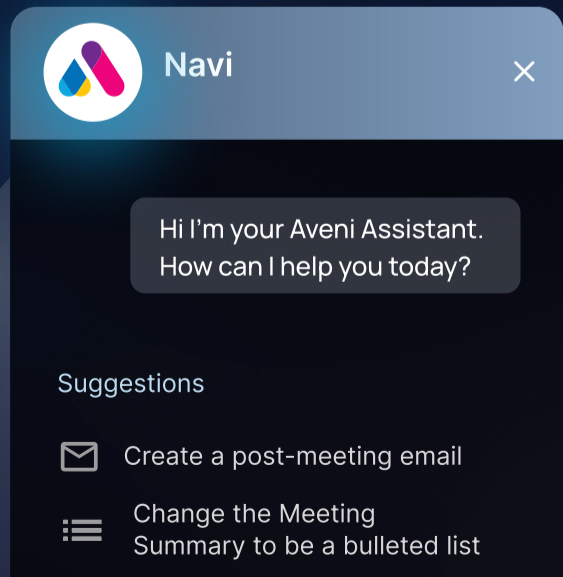 Navi
Hi I'm your Aveni Assistant.
How can I help you today?
Suggestions
Create a post-meeting email
Change the Meeting
Summary to be a bulleted list